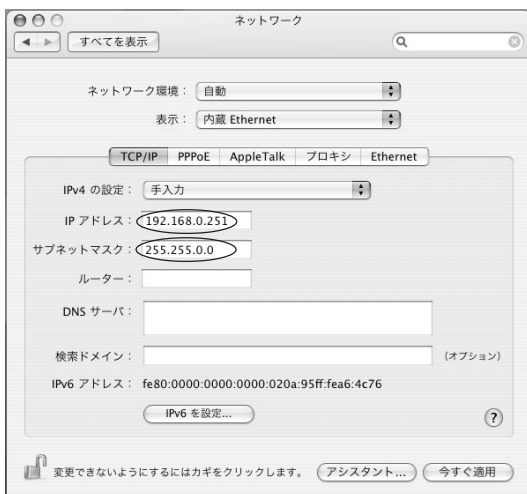 ネットワーク
すべてを表示
ネットワーク環境： 自動
表示： 内蔵 Ethernet
TCP/IP PPPoE AppleTalk プロキシ Ethernet
IPv4 の設定： 手入力
IP アドレス： 192.168.0.251
サブネットマスク： 255.255.0.0
ルーター：
DNS サーバ：
検索ドメイン： (オプション)
IPv6 アドレス： fe80:0000:0000:0000:020a:95ff:fea6:4c76
IPv6 を設定... ?
変更できないようにするにはカギをクリックします。 アシスタント... 今すぐ適用